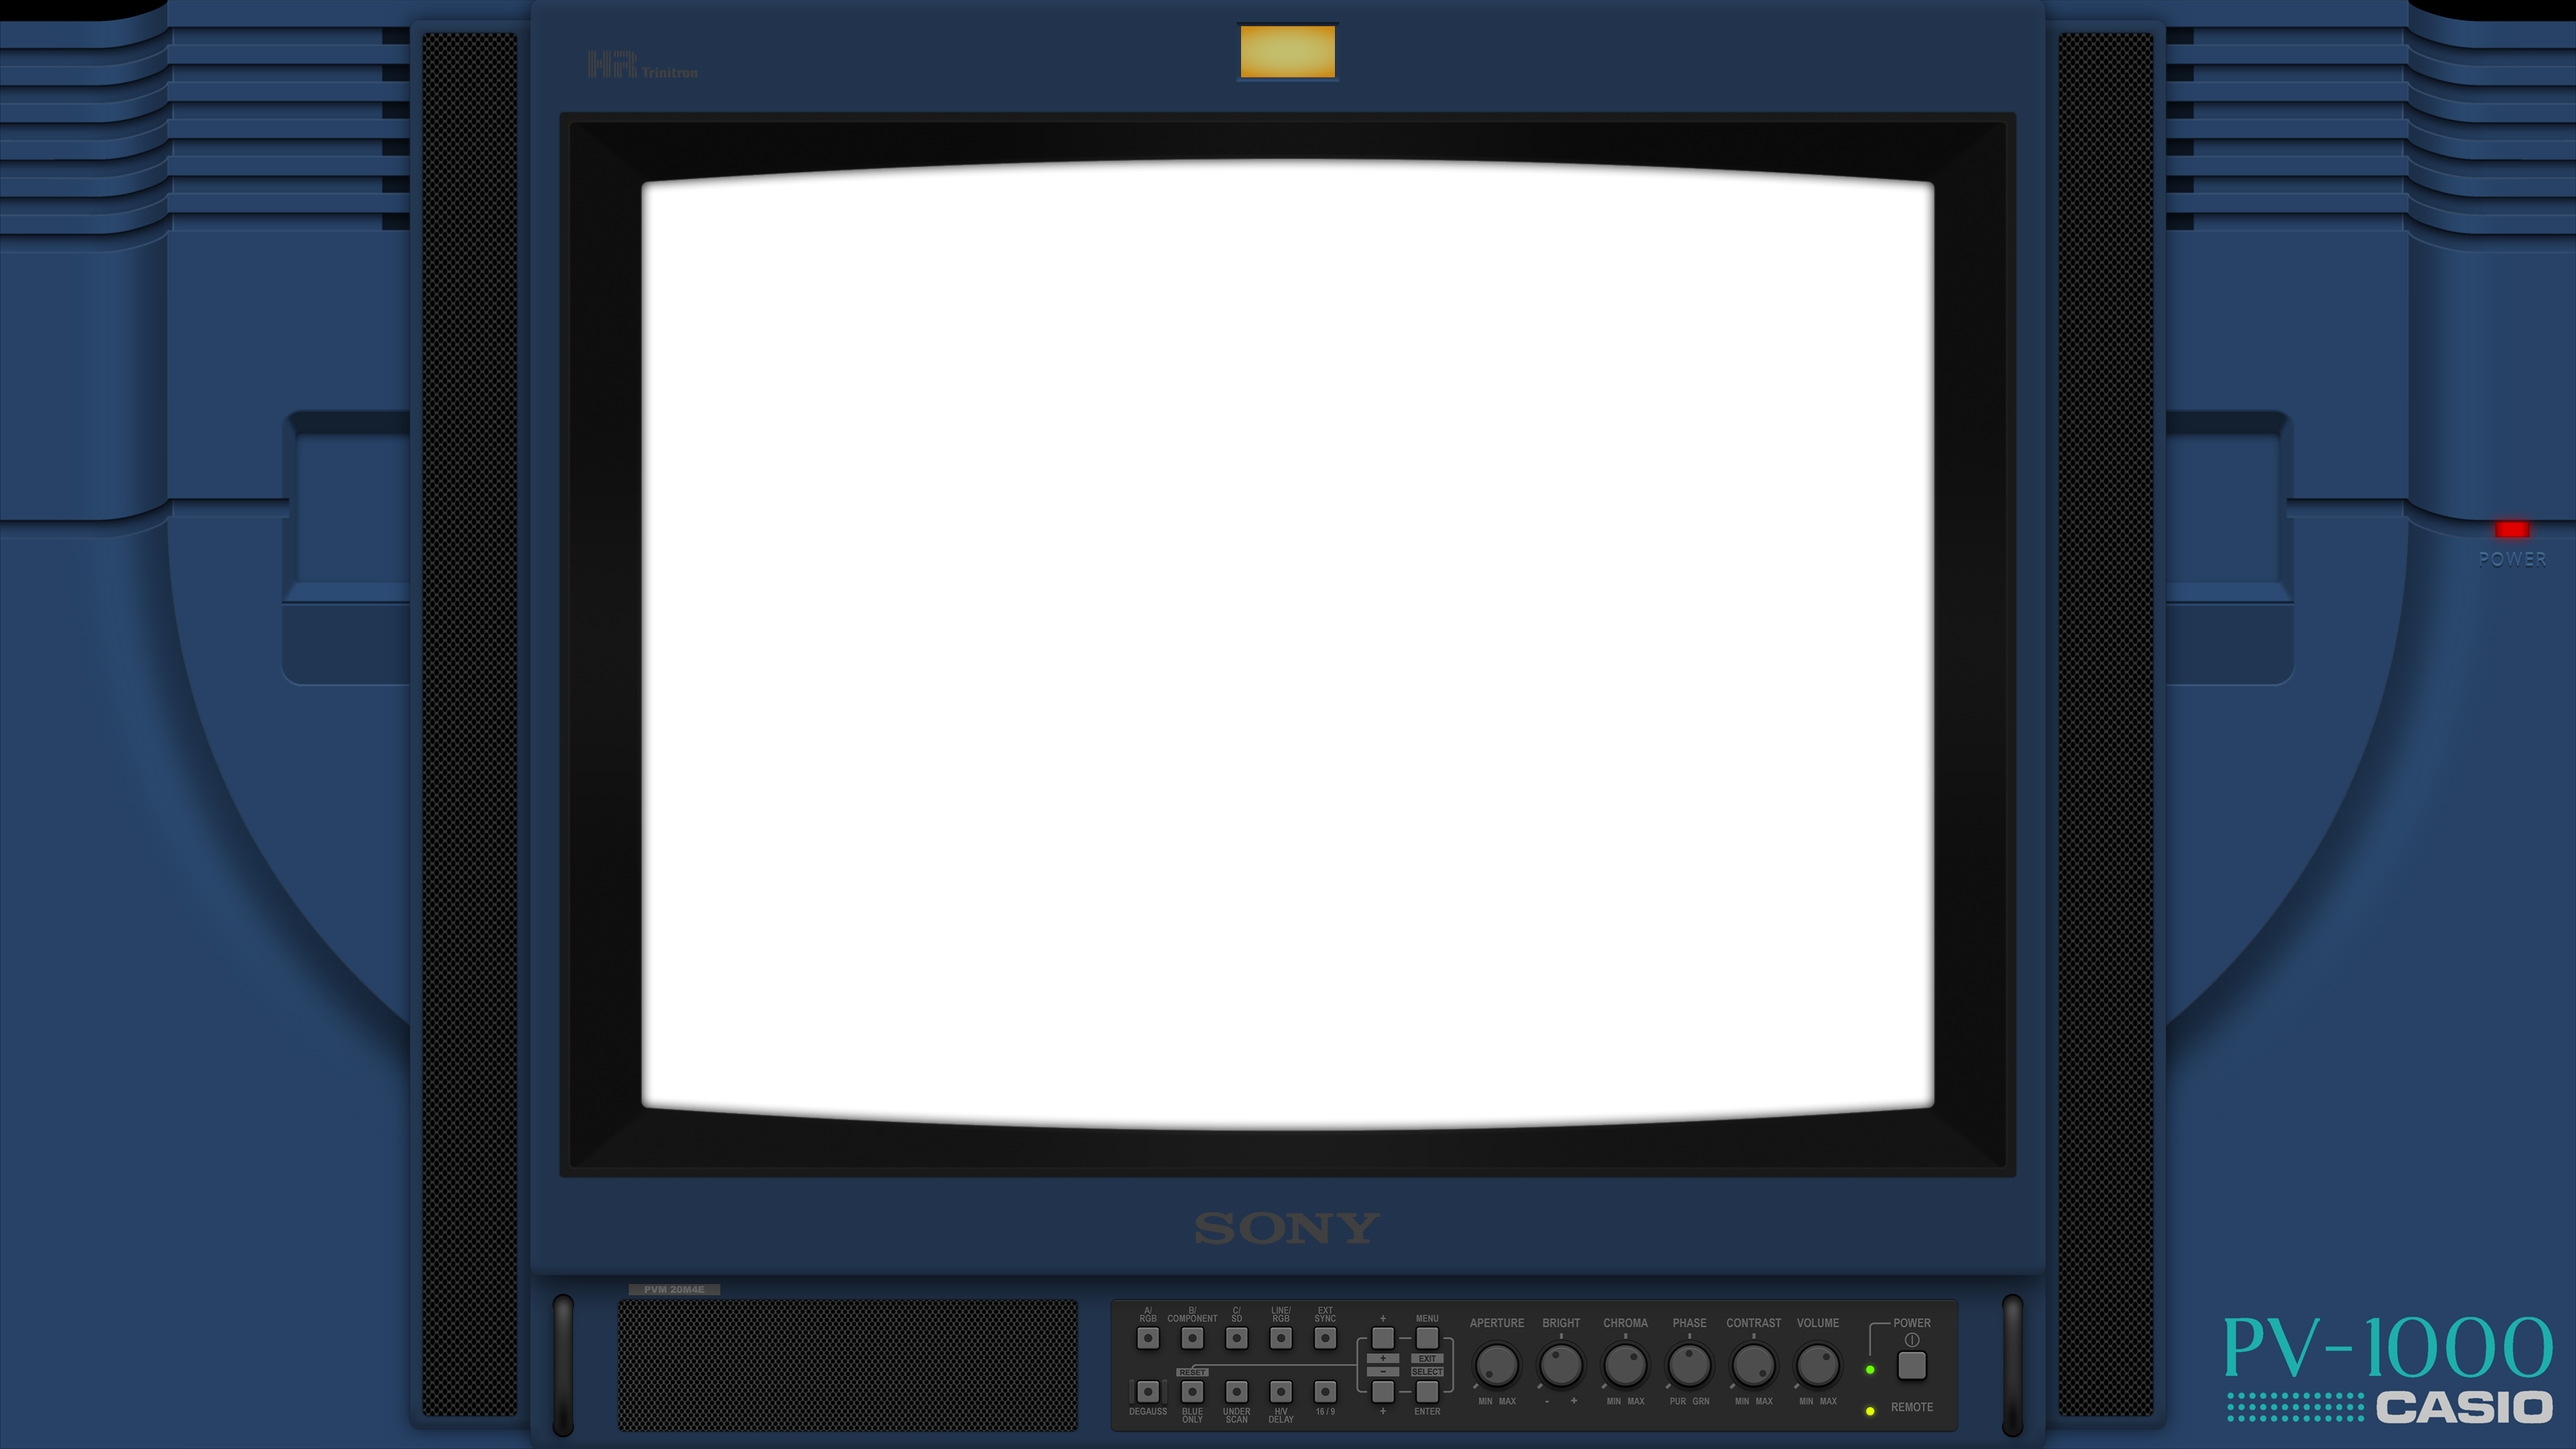 HR Trinitron
POWER
SONY
PVM 20M4E
A/ RGB
B/ COMPONENT
C/ SD
LINE/ RGB
EXT SYNC
+
MENU
+
EXIT
-
SELECT
RESET
DEGAUSS
BLUE ONLY
UNDER SCAN
H/V DELAY
16 / 9
+
ENTER
APERTURE
BRIGHT
CHROMA
PHASE
CONTRAST
VOLUME
MIN MAX
- +
MIN MAX
PUR GRN
MIN MAX
MIN MAX
POWER
REMOTE
PV-1000
CASIO